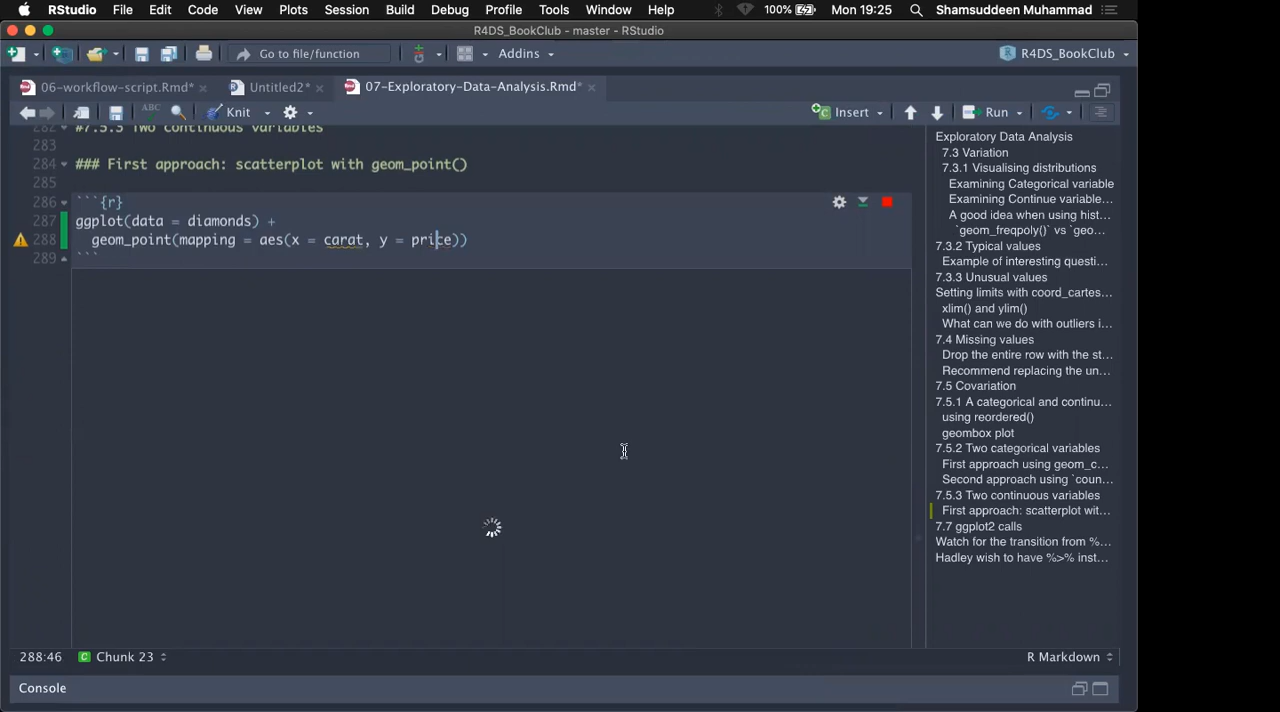 RStudio File Edit Code View Plots Session Build Debug Profile Tools Window Help 100% Mon 19:25 Shamsuddeen Muhammad
R4DS_BookClub - master - RStudio
Go to file/function Addins R4DS_BookClub
06-workflow-script.Rmd* Untitled2* 07-Exploratory-Data-Analysis.Rmd*
ABC Knit Insert Run
282 #7.5.3 Two continuous variables
283
284 ### First approach: scatterplot with geom_point()
285
286 ```{r}
287 ggplot(data = diamonds) +
288 geom_point(mapping = aes(x = carat, y = price))
289 ```
Exploratory Data Analysis
7.3 Variation
7.3.1 Visualising distributions
Examining Categorical variable
Examining Continue variable...
A good idea when using hist...
`geom_freqpoly()` vs `geo...
7.3.2 Typical values
Example of interesting questi...
7.3.3 Unusual values
Setting limits with coord_cartes...
xlim() and ylim()
What can we do with outliers i...
7.4 Missing values
Drop the entire row with the st...
Recommend replacing the un...
7.5 Covariation
7.5.1 A categorical and continu...
using reordered()
geombox plot
7.5.2 Two categorical variables
First approach using geom_c...
Second approach using `coun...
7.5.3 Two continuous variables
First approach: scatterplot wit...
7.7 ggplot2 calls
Watch for the transition from %...
Hadley wish to have %>% inst...
288:46 Chunk 23 R Markdown
Console